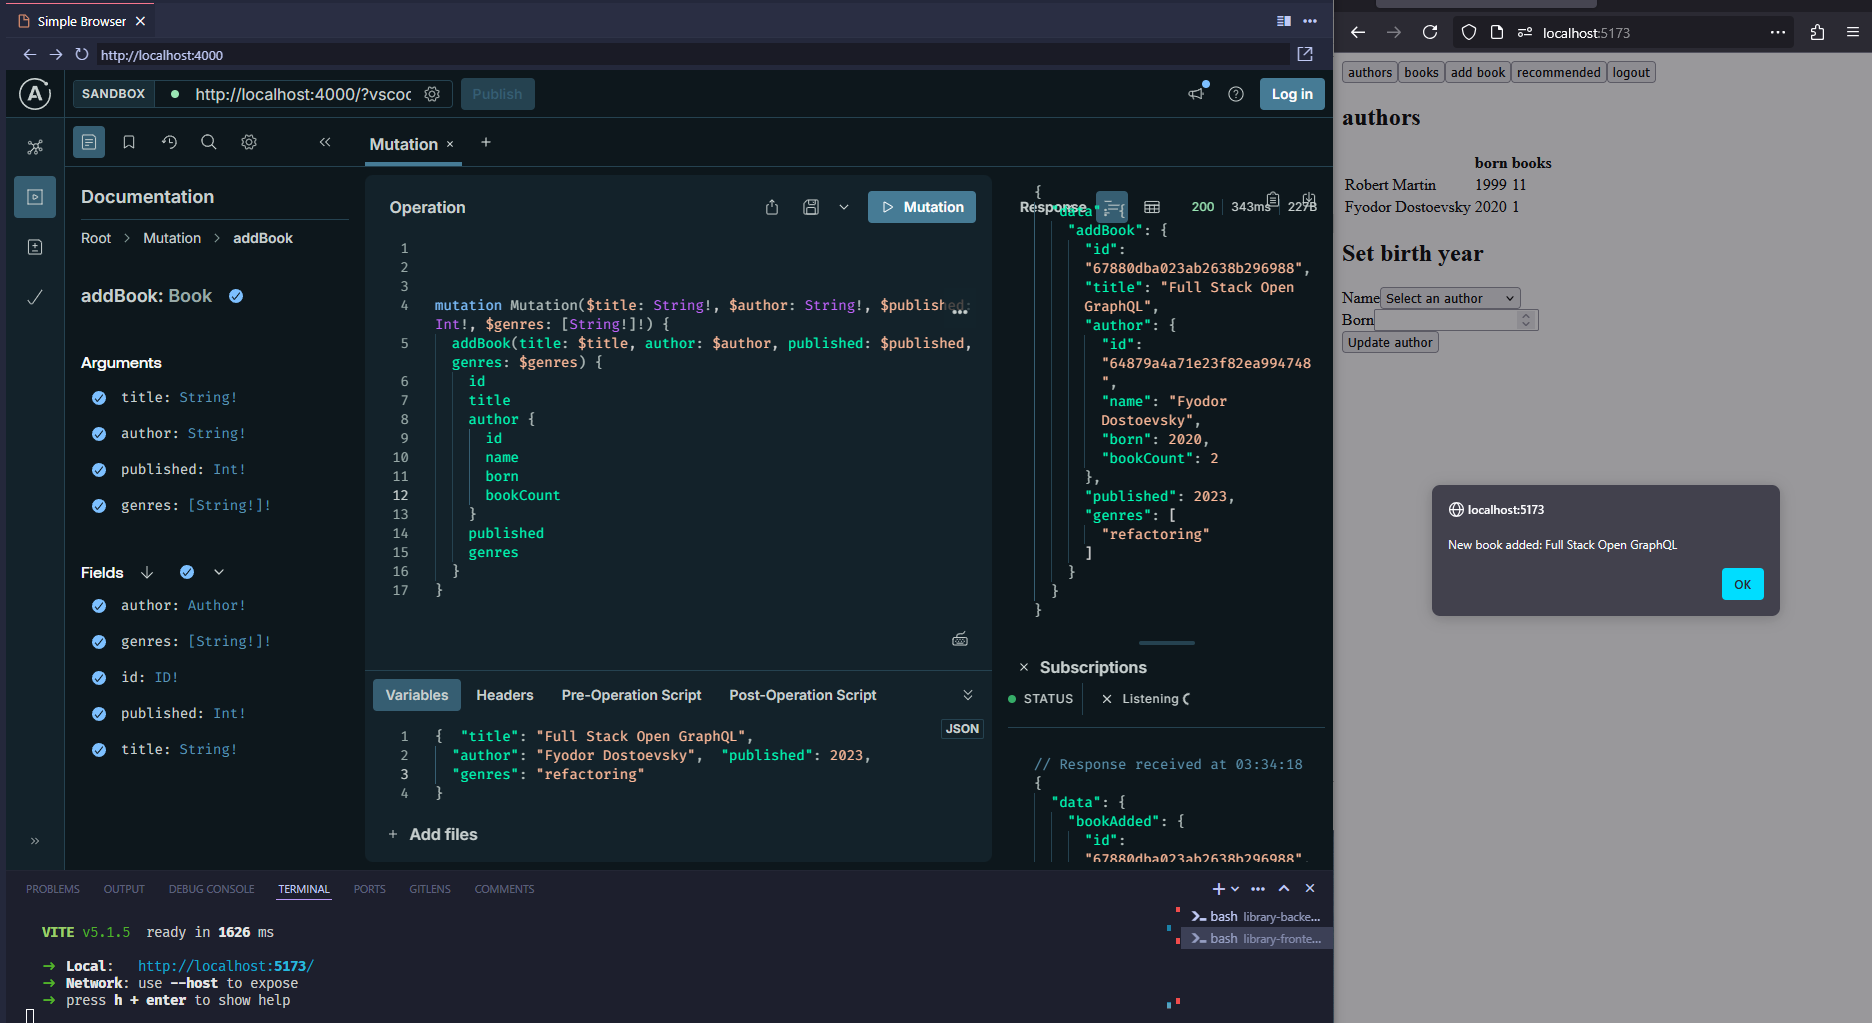 Simple Browser
http://localhost:4000
SANDBOX
http://localhost:4000/?vscoc
Publish
Log in
Mutation
Documentation
Root > Mutation > addBook
addBook: Book
Arguments
title: String!
author: String!
published: Int!
genres: [String!]!
Fields
author: Author!
genres: [String!]!
id: ID!
published: Int!
title: String!
Operation
Mutation
1
2
3
4 mutation Mutation($title: String!, $author: String!, $published:
Int!, $genres: [String!]!) {
5 addBook(title: $title, author: $author, published: $published,
genres: $genres) {
6 id
7 title
8 author {
9 id
10 name
11 born
12 bookCount
13 }
14 published
15 genres
16 }
17 }
Variables Headers Pre-Operation Script Post-Operation Script
JSON
1 { "title": "Full Stack Open GraphQL",
2 "author": "Fyodor Dostoevsky", "published": 2023,
3 "genres": "refactoring"
4 }
+ Add files
Response 200 343ms 227B
{
"data": {
"addBook": {
"id":
"67880dba023ab2638b296988",
"title": "Full Stack Open
GraphQL",
"author": {
"id":
"64879a4a71e23f82ea994748
",
"name": "Fyodor
Dostoevsky",
"born": 2020,
"bookCount": 2
},
"published": 2023,
"genres": [
"refactoring"
]
}
}
}
Subscriptions
STATUS
Listening
// Response received at 03:34:18
{
"data": {
"bookAdded": {
"id":
"67880dba023ab2638b296988",
PROBLEMS OUTPUT DEBUG CONSOLE TERMINAL PORTS GITLENS COMMENTS
VITE v5.1.5 ready in 1626 ms
➜ Local: http://localhost:5173/
➜ Network: use --host to expose
➜ press h + enter to show help
bash library-backe...
bash library-fronte...
localhost:5173
authors books add book recommended logout
authors
born books
Robert Martin 1999 11
Fyodor Dostoevsky 2020 1
Set birth year
Name Select an author
Born
Update author
localhost:5173
New book added: Full Stack Open GraphQL
OK